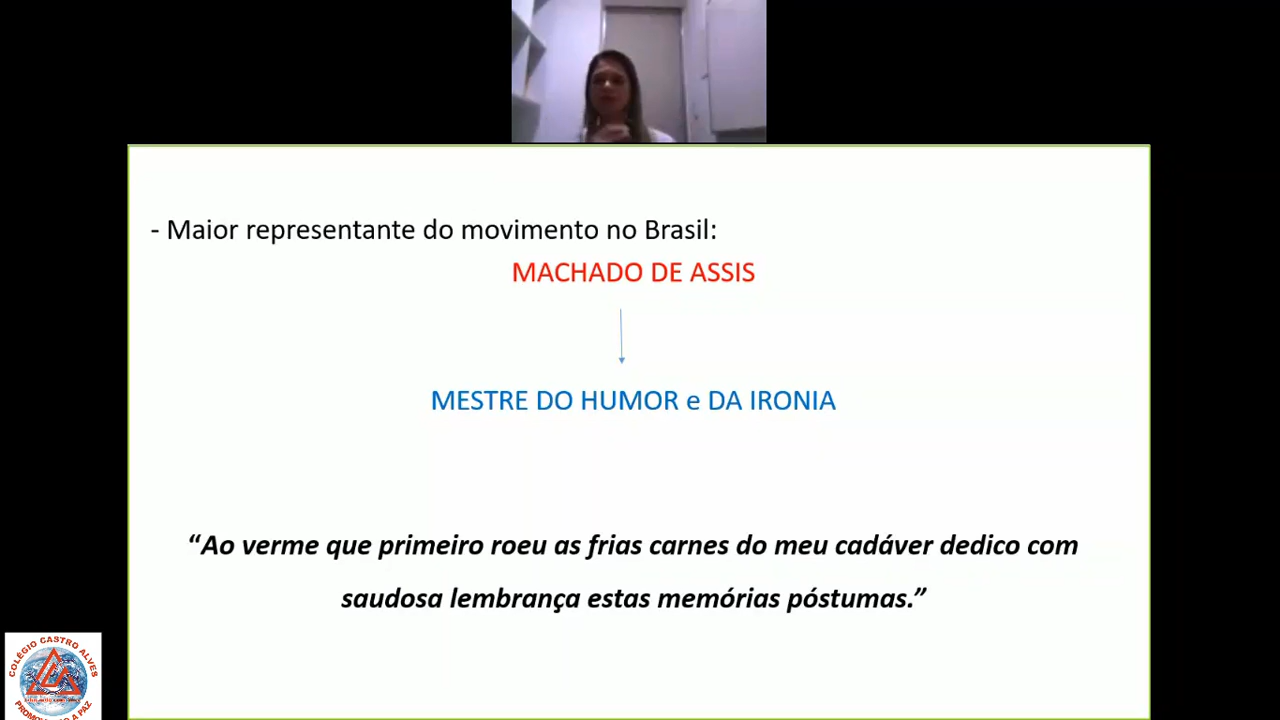 - Maior representante do movimento no Brasil:
MACHADO DE ASSIS
MESTRE DO HUMOR e DA IRONIA
“Ao verme que primeiro roeu as frias carnes do meu cadáver dedico com
saudosa lembrança estas memórias póstumas.”
COLÉGIO CASTRO ALVES
A PAZ